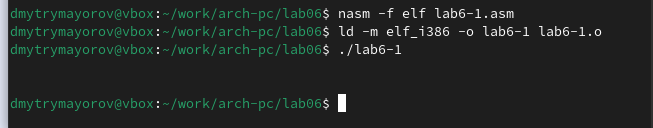 dmytrymayorov@vbox:~/work/arch-pc/lab06$ nasm -f elf lab6-1.asm
dmytrymayorov@vbox:~/work/arch-pc/lab06$ ld -m elf_i386 -o lab6-1 lab6-1.o
dmytrymayorov@vbox:~/work/arch-pc/lab06$ ./lab6-1
dmytrymayorov@vbox:~/work/arch-pc/lab06$